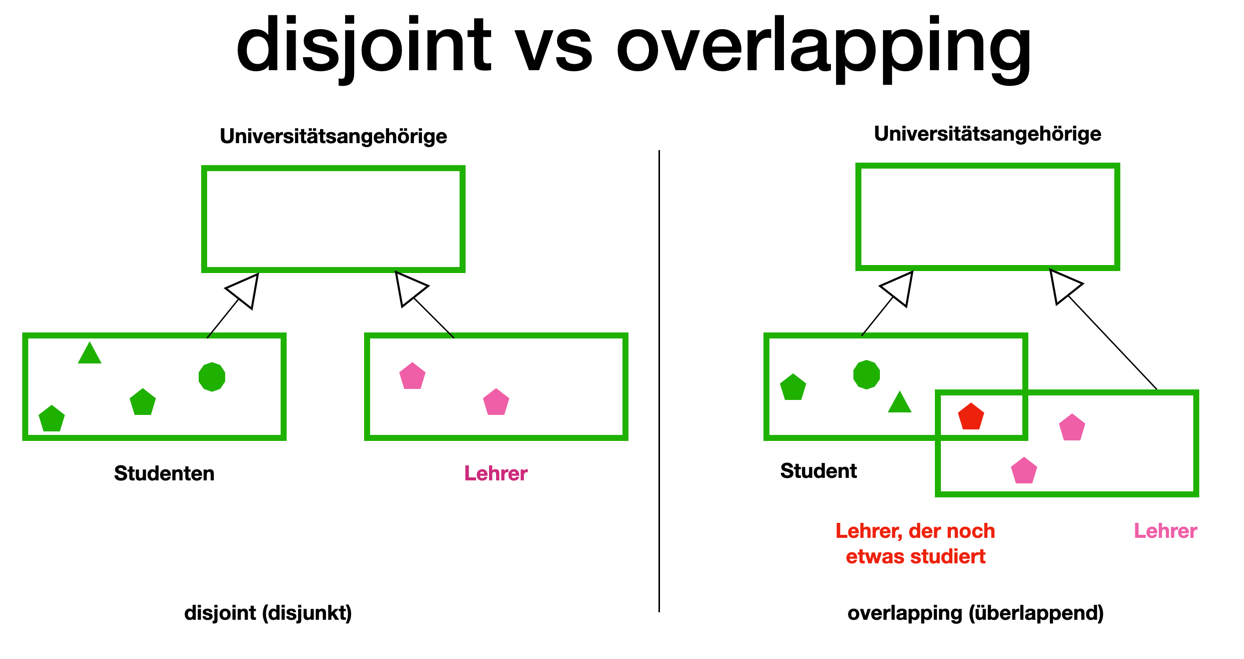 disjoint vs overlapping
Universitätsangehörige
Studenten
Lehrer
disjoint (disjunkt)
Universitätsangehörige
Student
Lehrer, der noch
etwas studiert
Lehrer
overlapping (überlappend)